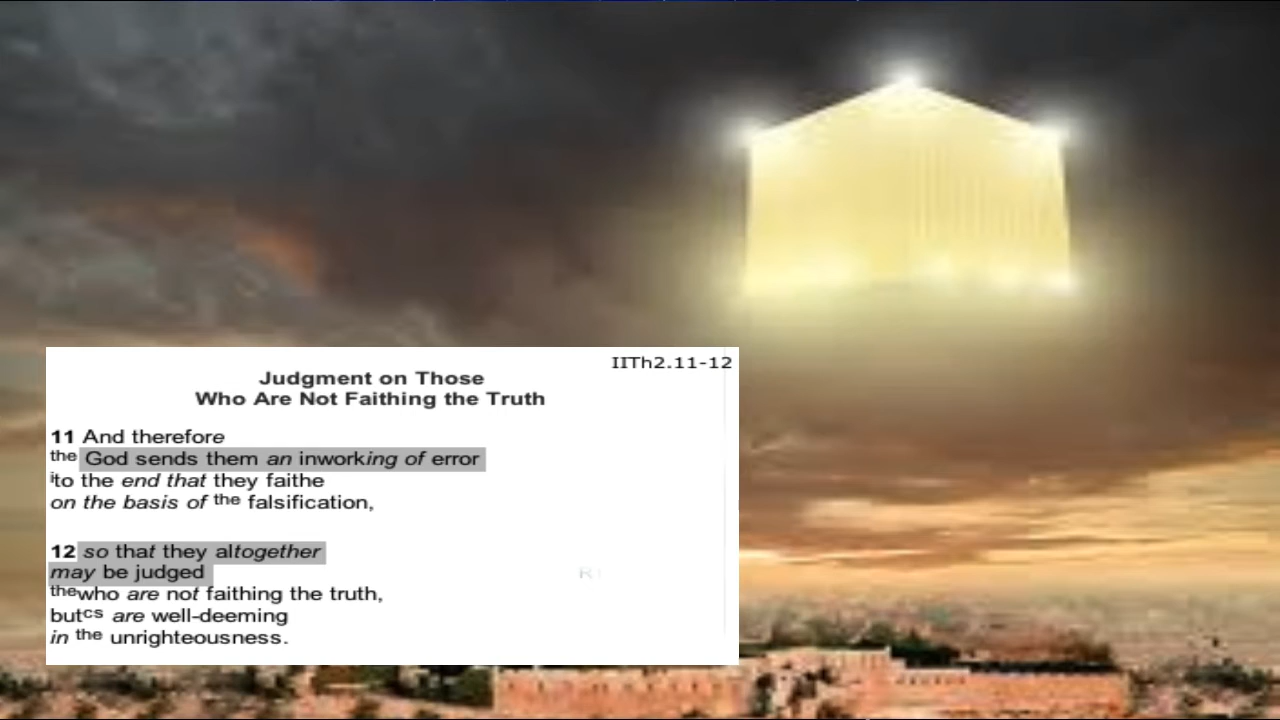 IITh2.11-12
Judgment on Those
Who Are Not Faithing the Truth
11 And therefore
the God sends them an inworking of error
ito the end that they faithe
on the basis of the falsification,
12 so that they altogether
may be judged
thewho are not faithing the truth,
butcs are well-deeming
in the unrighteousness.